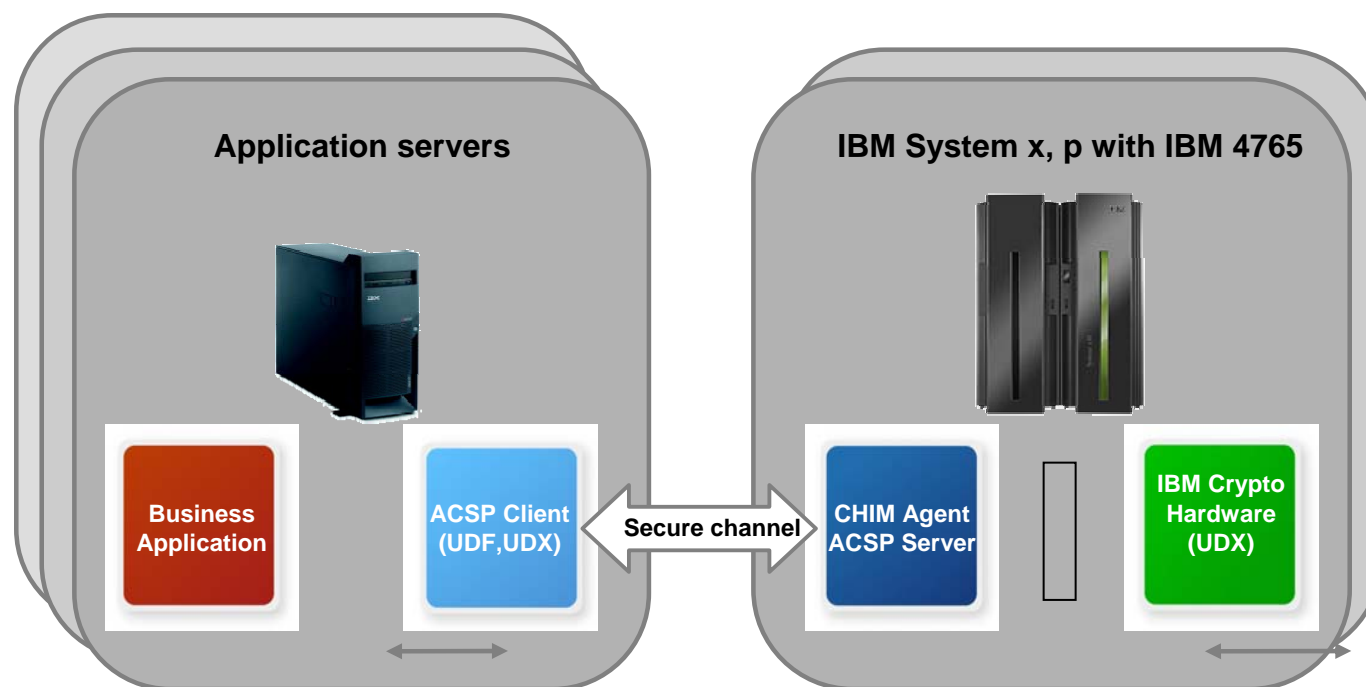 Application servers
IBM System x, p with IBM 4765
Business
Application
ACSP Client
(UDF,UDX)
Secure channel
CHIM Agent
ACSP Server
IBM Crypto
Hardware
(UDX)